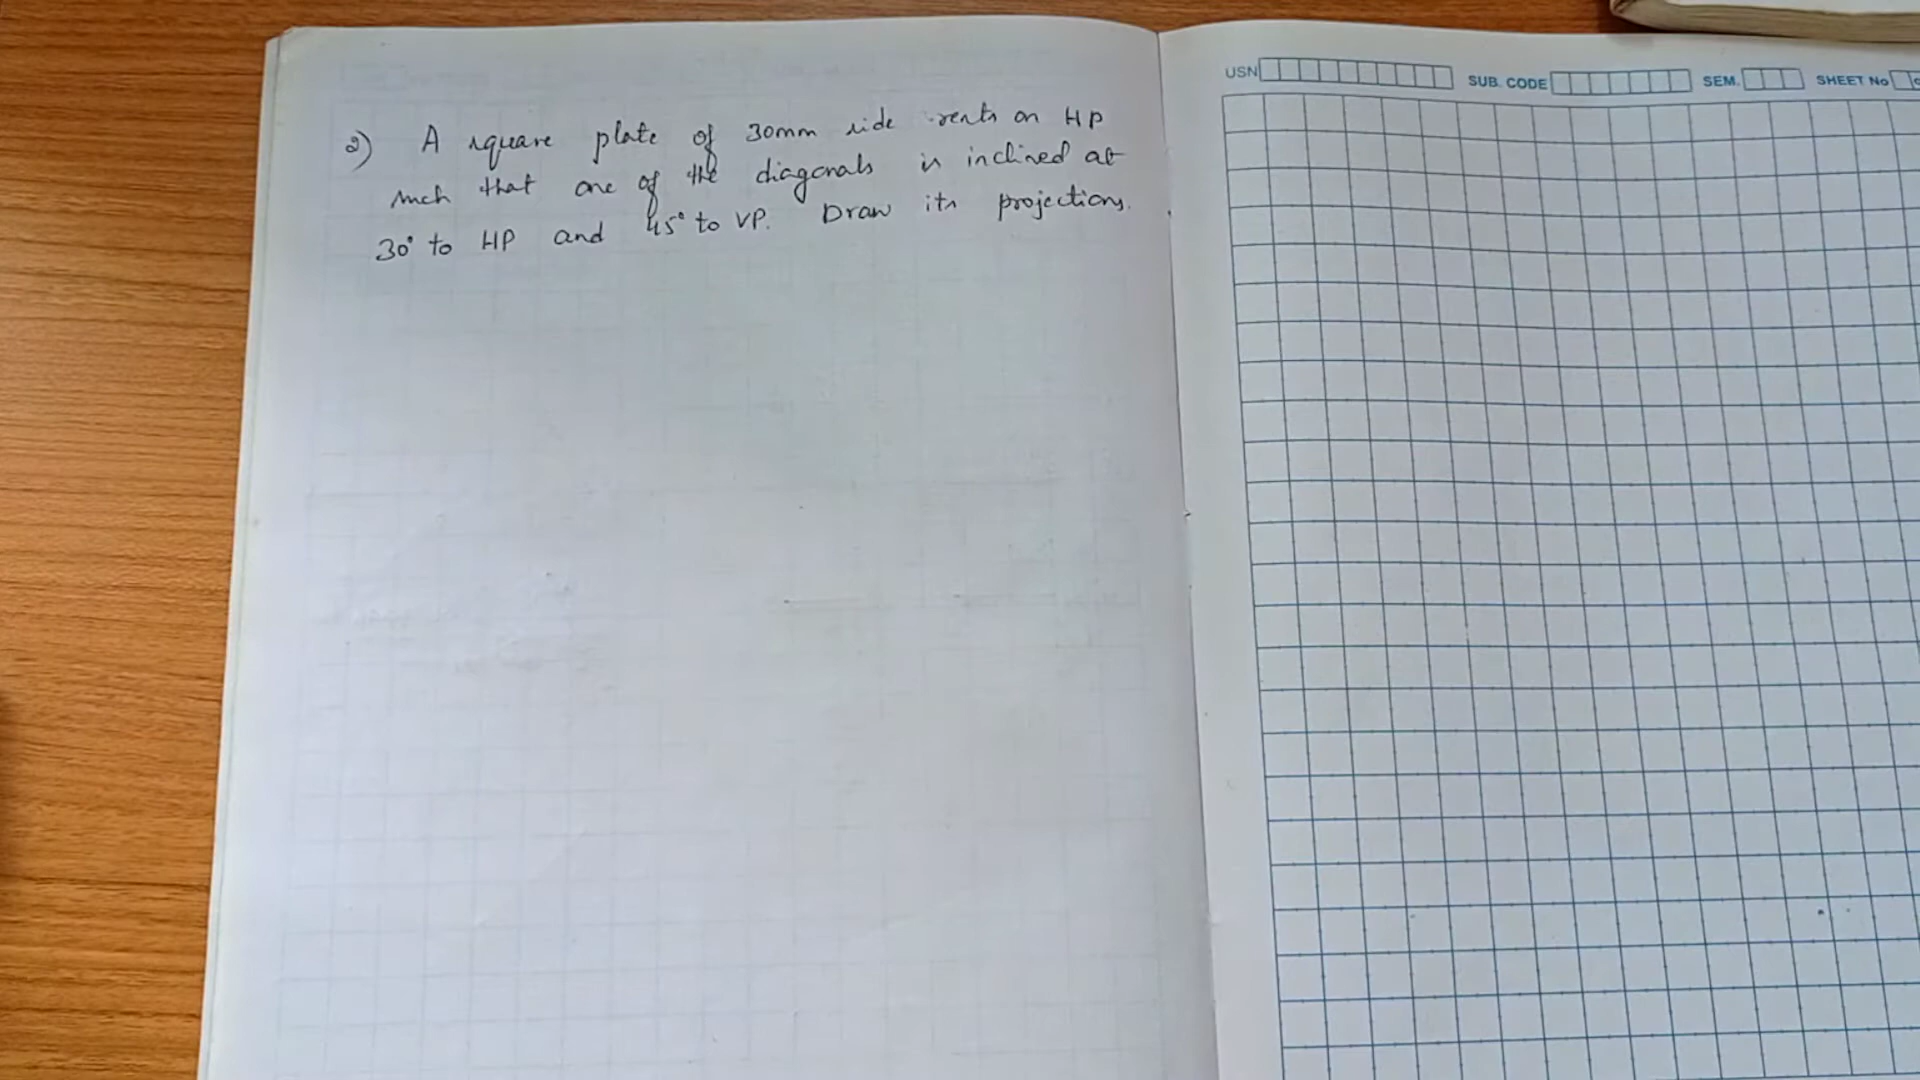 2) A square plate of 30mm side rests on HP
such that one of the diagonals is inclined at
30° to HP and 45° to VP. Draw its projections.
USN SUB. CODE SEM. SHEET No